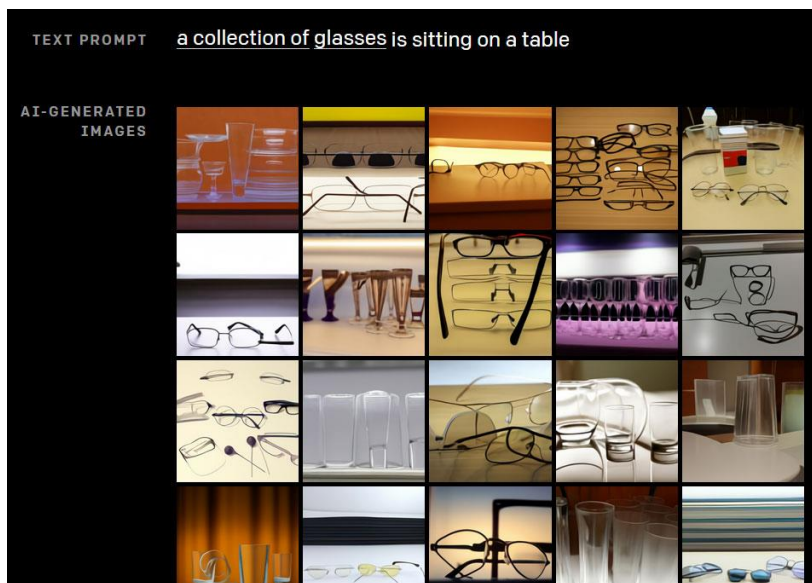 TEXT PROMPT
a collection of glasses is sitting on a table
AI-GENERATED
IMAGES